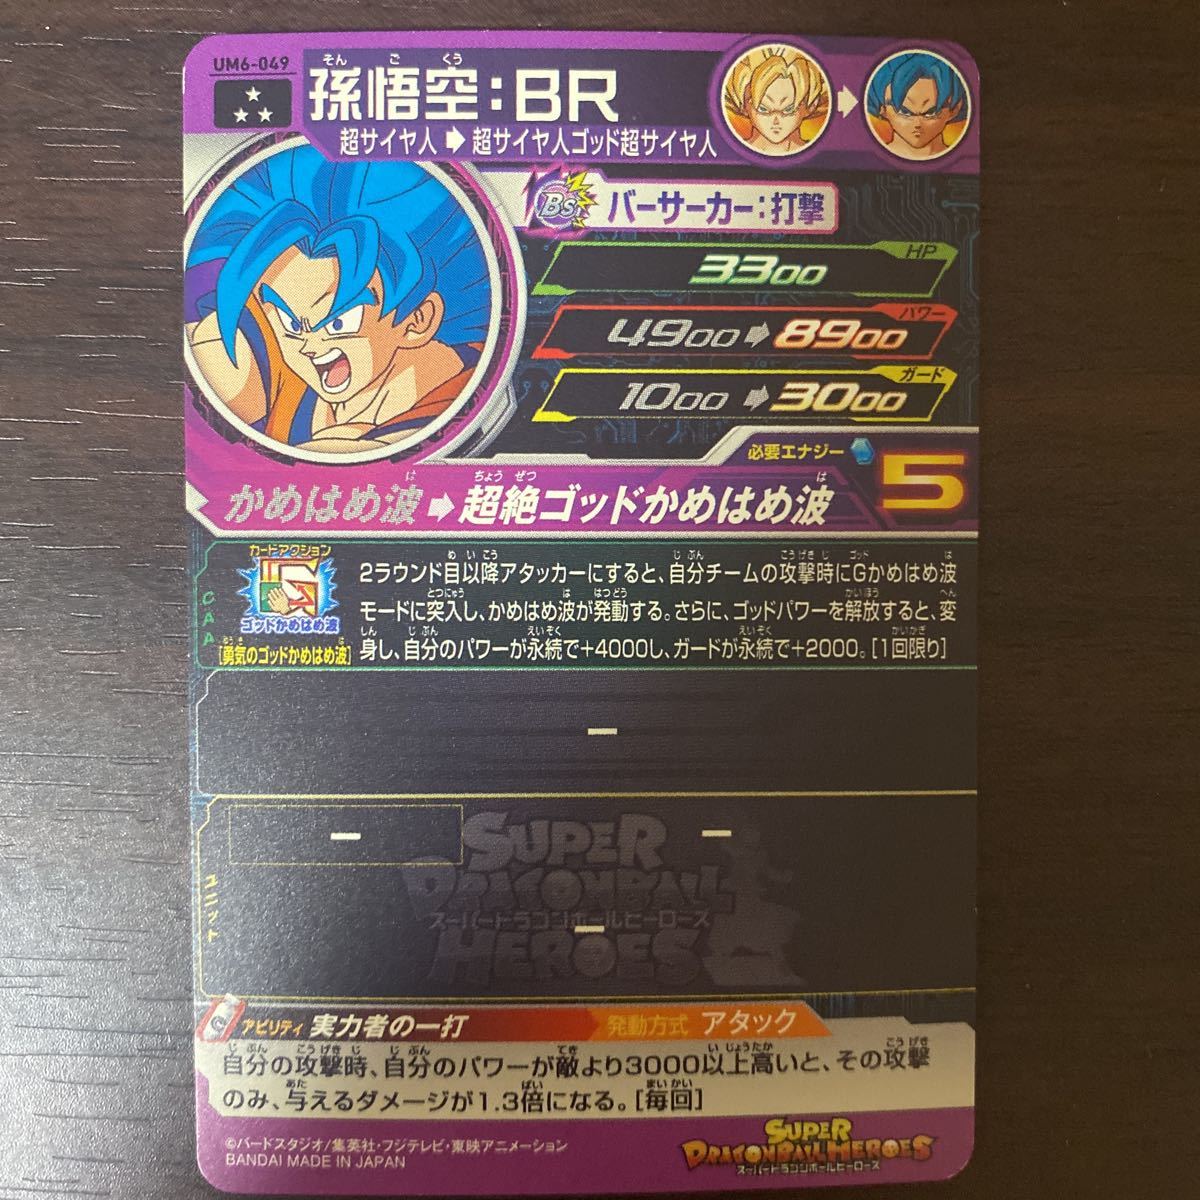 UM6-049
孫悟空:BR
そん ご くう
超サイヤ人➡超サイヤ人ゴッド超サイヤ人
Bs バーサーカー:打撃
HP
3300
パワー
4900➡8900
ガード
1000➡3000
必要エナジー 5
かめはめ波➡超絶ゴッドかめはめ波
は ちょう ぜつ は
CAA
カードアクション
ゴッドかめはめ波
[勇気のゴッドかめはめ波]
2ラウンド目以降アタッカーにすると、自分チームの攻撃時にGかめはめ波
モードに突入し、かめはめ波が発動する。さらに、ゴッドパワーを解放すると、変
身し、自分のパワーが永続で+4000し、ガードが永続で+2000。[1回限り]
ー
ユニット
ー ー
ー
SUPER
DRAGONBALL
スーパードラゴンボールヒーローズ
HEROES
アビリティ 実力者の一打 発動方式 アタック
自分の攻撃時、自分のパワーが敵より3000以上高いと、その攻撃
のみ、与えるダメージが1.3倍になる。[毎回]
©バードスタジオ/集英社・フジテレビ・東映アニメーション
BANDAI MADE IN JAPAN
SUPER
DRAGONBALL HEROES
スーパードラゴンボールヒーローズ